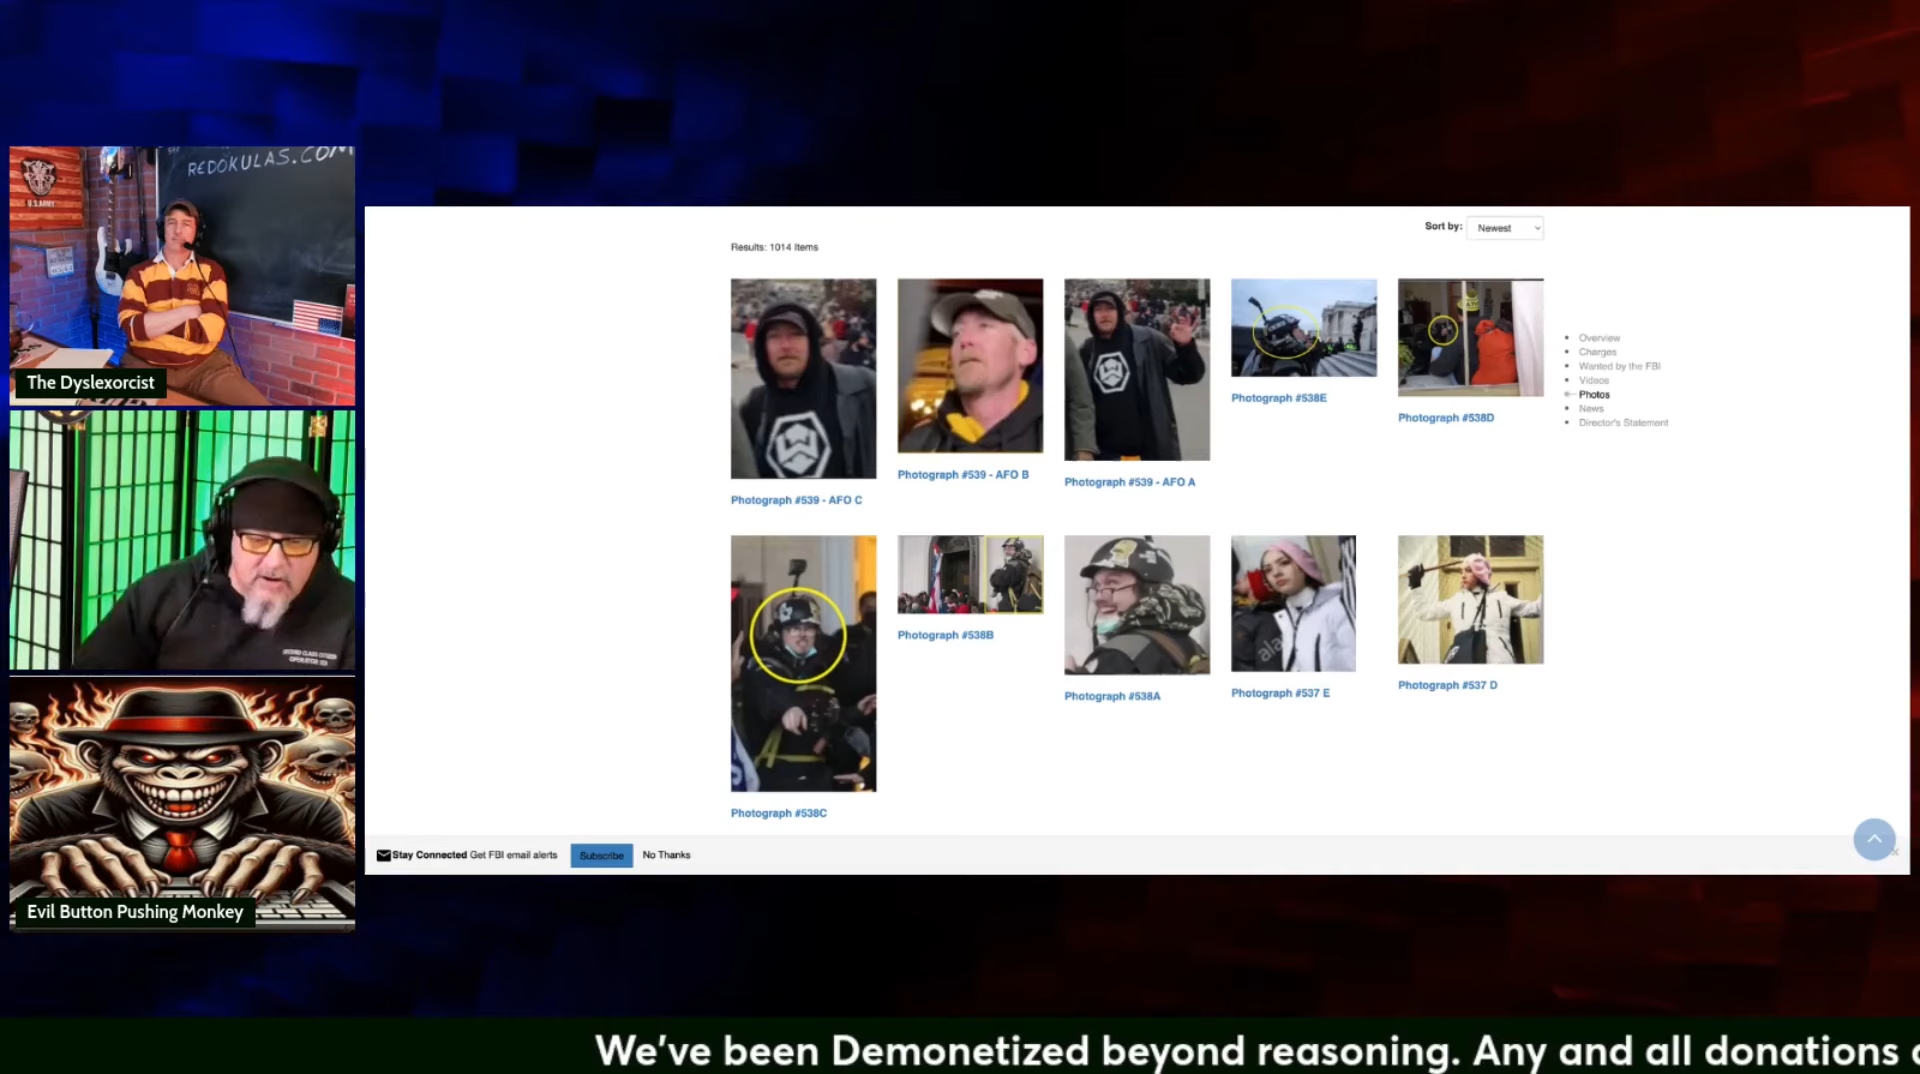 REDOKULAS.COM
U.S. ARMY
The Dyslexorcist
Evil Button Pushing Monkey
Sort by: Newest
Results: 1014 Items
Photograph #539 - AFO C
Photograph #539 - AFO B
Photograph #539 - AFO A
Photograph #538E
Photograph #538D
Overview
Charges
Wanted by the FBI
Videos
Photos
News
Director's Statement
Photograph #538C
Photograph #538B
Photograph #538A
Photograph #537 E
Photograph #537 D
Stay Connected Get FBI email alerts Subscribe No Thanks
We've been Demonetized beyond reasoning. Any and all donations